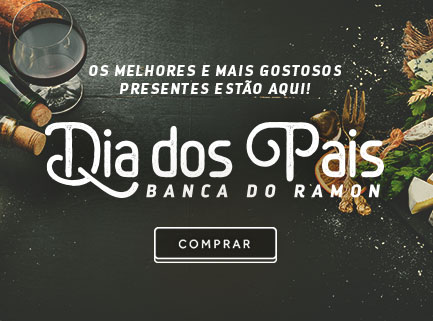 OS MELHORES E MAIS GOSTOSOS
PRESENTES ESTÃO AQUI!
Dia dos Pais
BANCA DO RAMON
COMPRAR